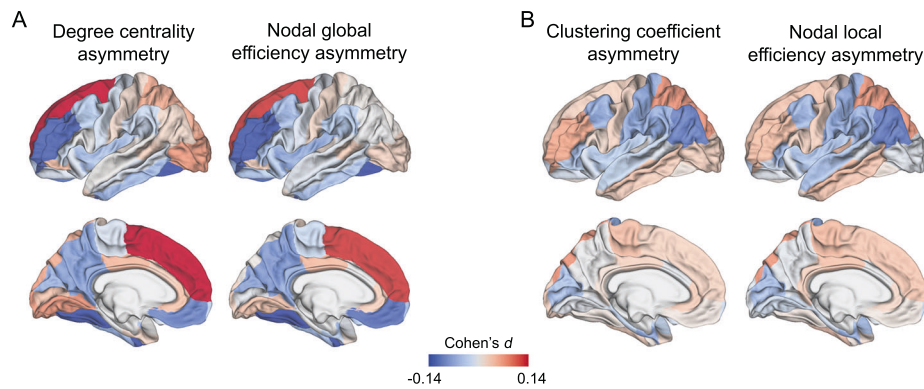 A
Degree centrality
asymmetry
Nodal global
efficiency asymmetry
B
Clustering coefficient
asymmetry
Nodal local
efficiency asymmetry
Cohen's d
-0.14 0.14